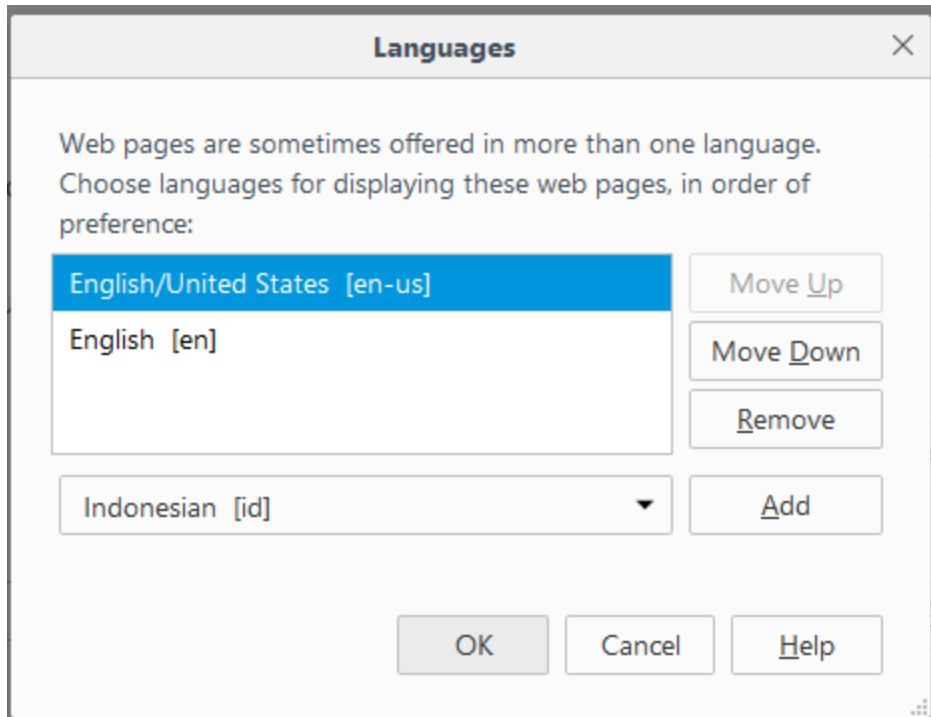 Languages
Web pages are sometimes offered in more than one language.
Choose languages for displaying these web pages, in order of
preference:
English/United States [en-us]
Move Up
English [en]
Move Down
Remove
Indonesian [id]
Add
OK
Cancel
Help